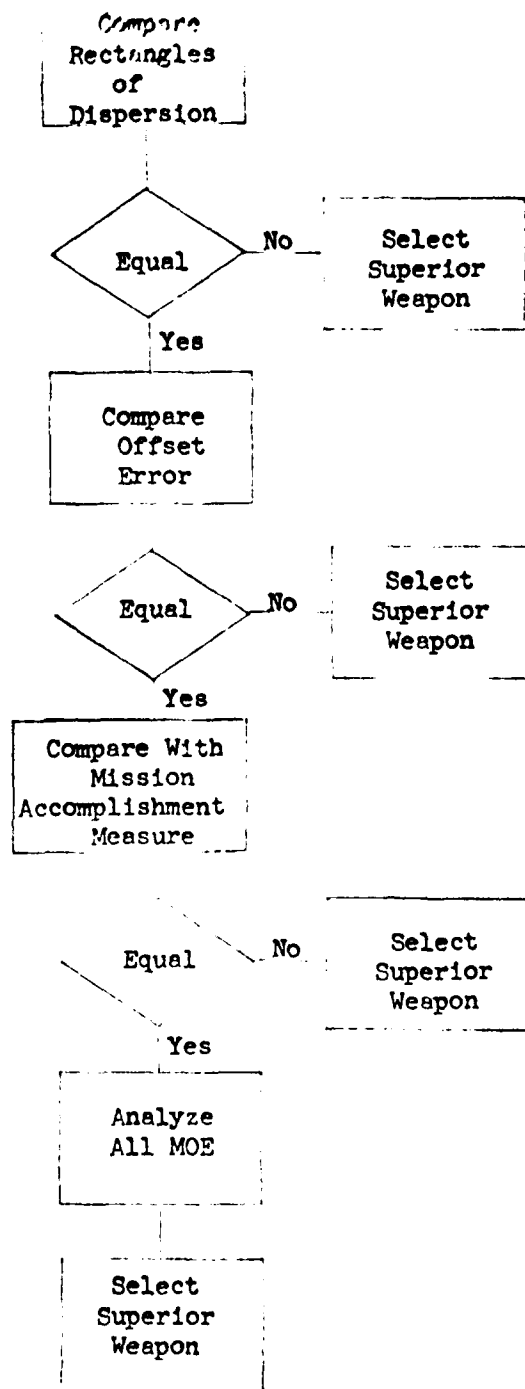 Compare
Rectangles
of
Dispersion
Equal
No
Select
Superior
Weapon
Yes
Compare
Offset
Error
Equal
No
Select
Superior
Weapon
Yes
Compare With
Mission
Accomplishment
Measure
Equal
No
Select
Superior
Weapon
Yes
Analyze
All MOE
Select
Superior
Weapon